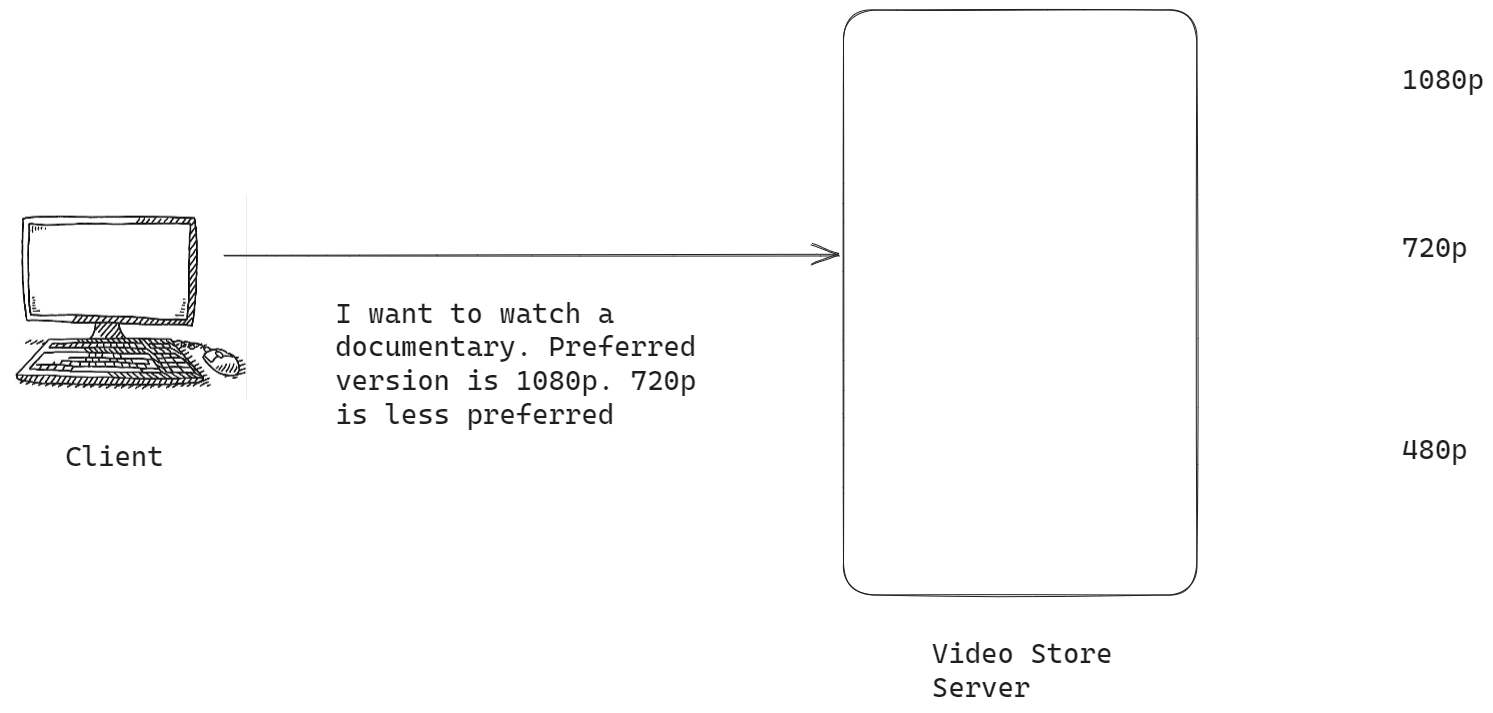 1080p
720p
I want to watch a
documentary. Preferred
version is 1080p. 720p
is less preferred
Client
480p
Video Store
Server